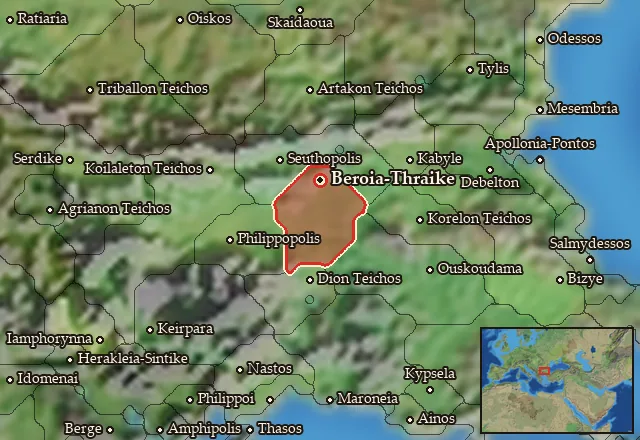 Ratiaria
Oiskos
Skaidaoua
Odessos
Tylis
Triballon Teichos
Artakon Teichos
Mesembria
Apollonia-Pontos
Serdike
Koilaleton Teichos
Seuthopolis
Kabyle
Beroia-Thraike
Debelton
Agrianon Teichos
Korelon Teichos
Philippopolis
Salmydessos
Dion Teichos
Ouskoudama
Bizye
Iamphorynna
Keirpara
Herakleia-Sintike
Idomenai
Nastos
Kypsela
Philippoi
Maroneia
Ainos
Berge
Amphipolis
Thasos